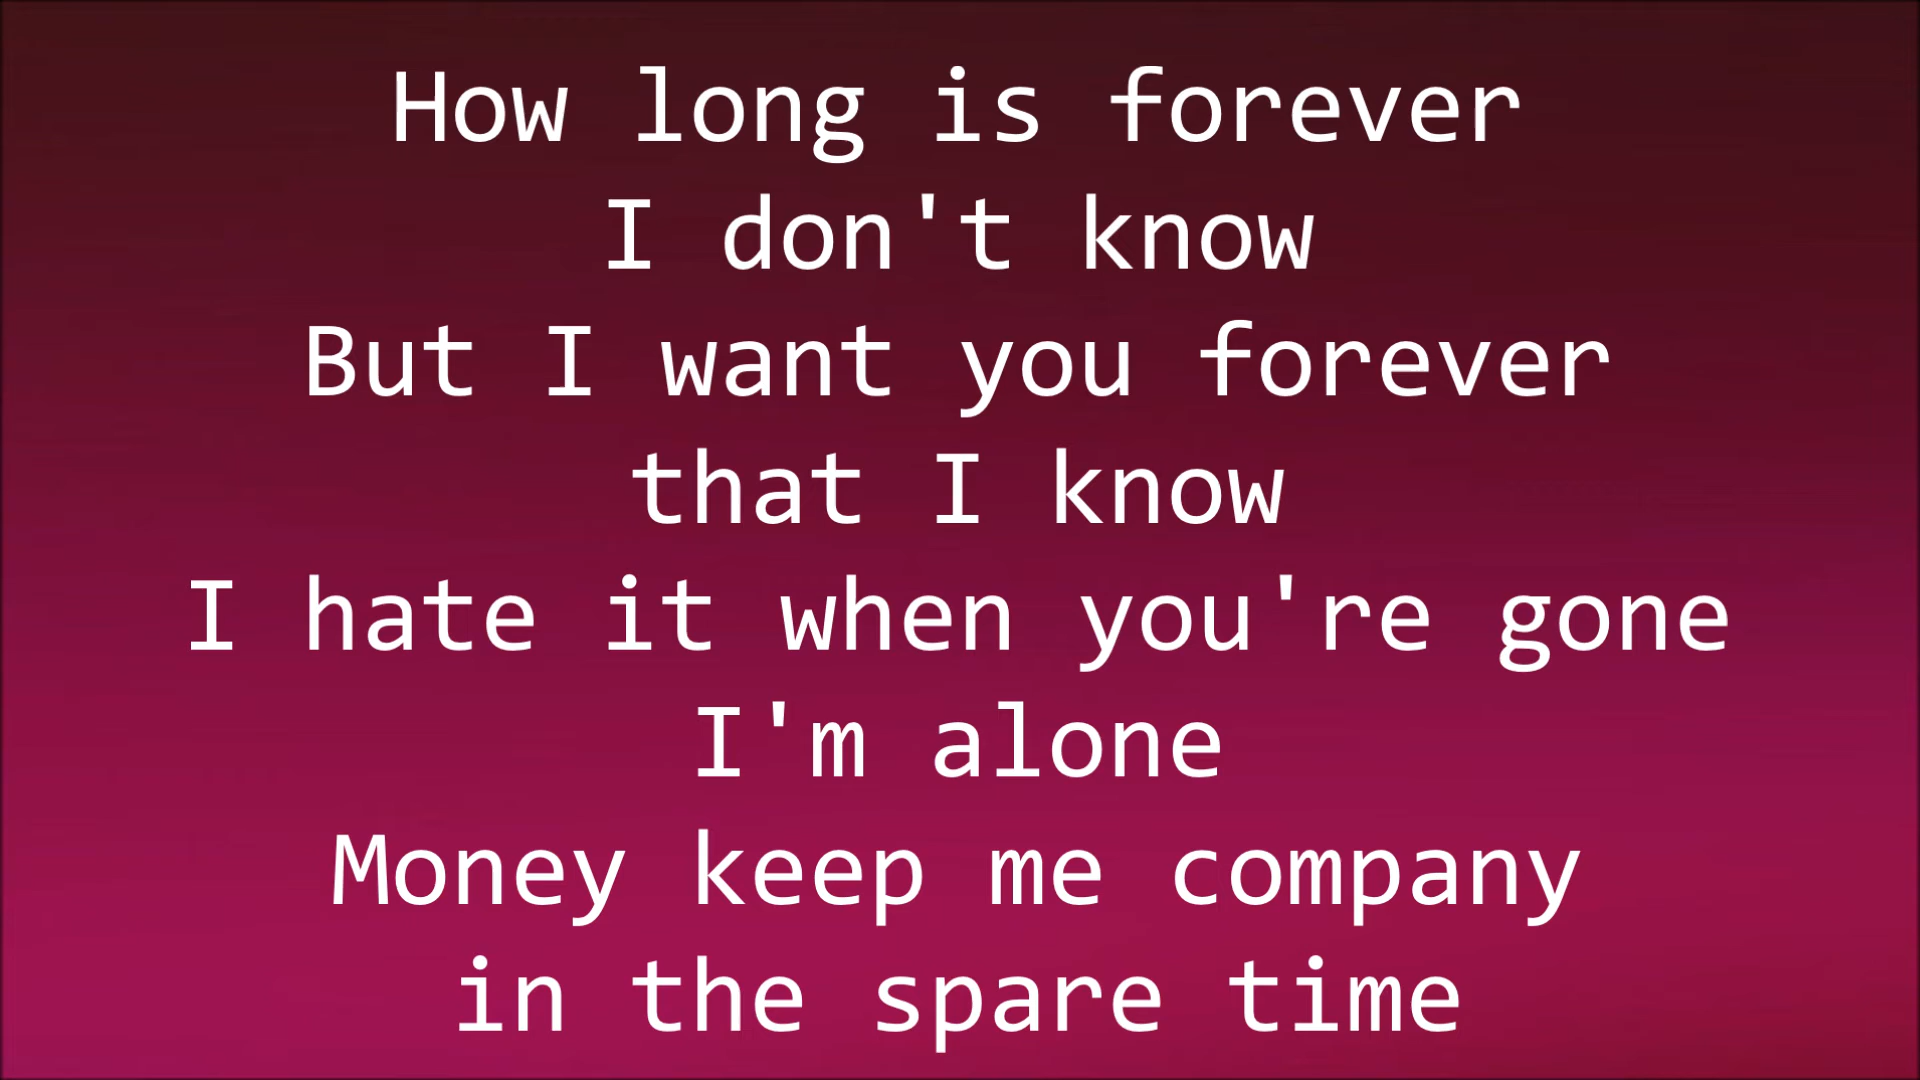 How long is forever
I don't know
But I want you forever
that I know
I hate it when you're gone
I'm alone
Money keep me company
in the spare time